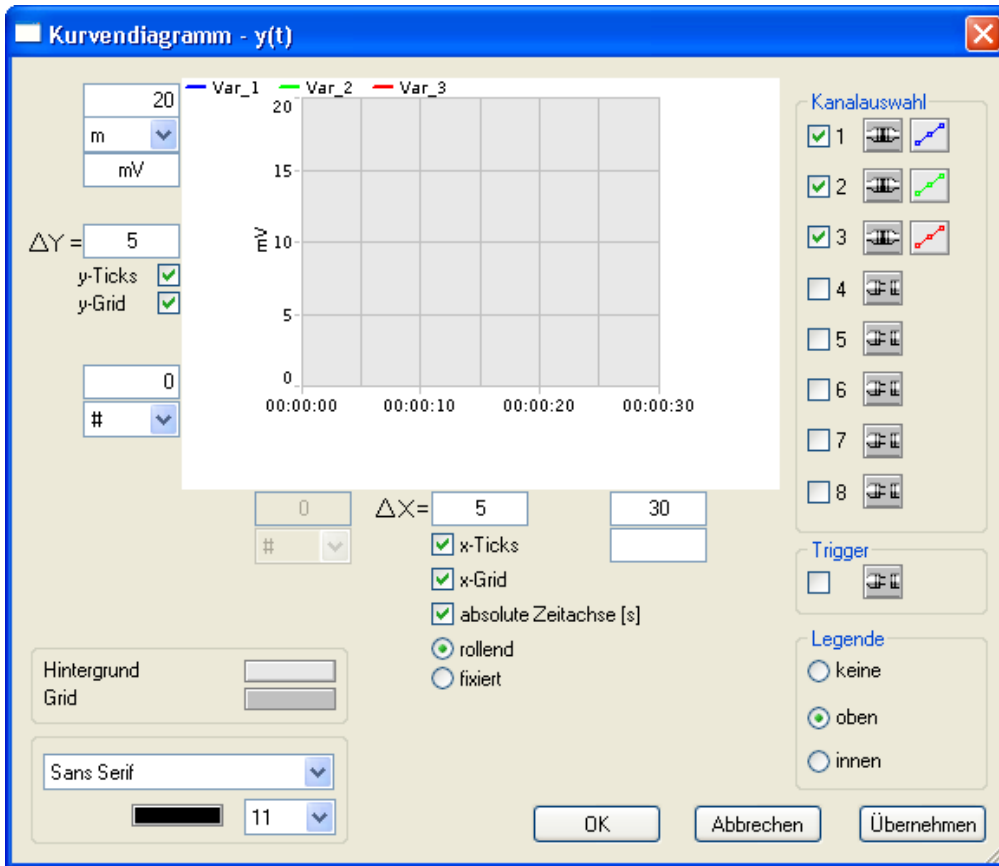 Kurvendiagramm - y(t)
20
m
mV
ΔY = 5
y-Ticks
y-Grid
0
#
Var_1 Var_2 Var_3
20
15
10
5
0
mV
00:00:00 00:00:10 00:00:20 00:00:30
0
#
ΔX= 5
30
x-Ticks
x-Grid
absolute Zeitachse [s]
rollend
fixiert
Kanalauswahl
1
2
3
4
5
6
7
8
Trigger
Legende
keine
oben
innen
Hintergrund
Grid
Sans Serif
11
OK Abbrechen Übernehmen